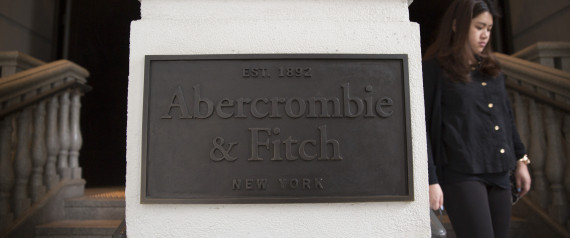 EST. 1892
Abercrombie
& Fitch
NEW YORK